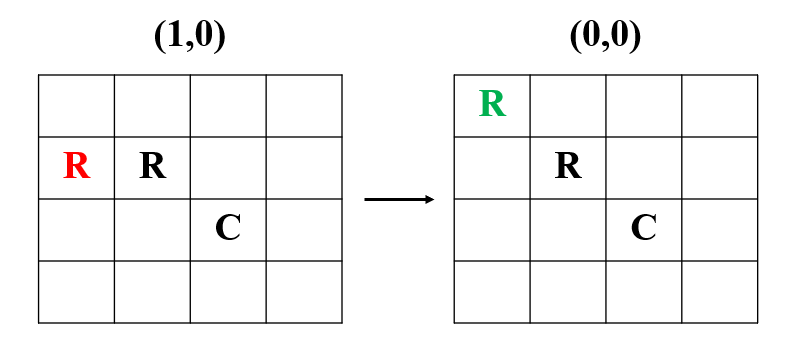 (1,0) (0,0)
R
R R R
C C